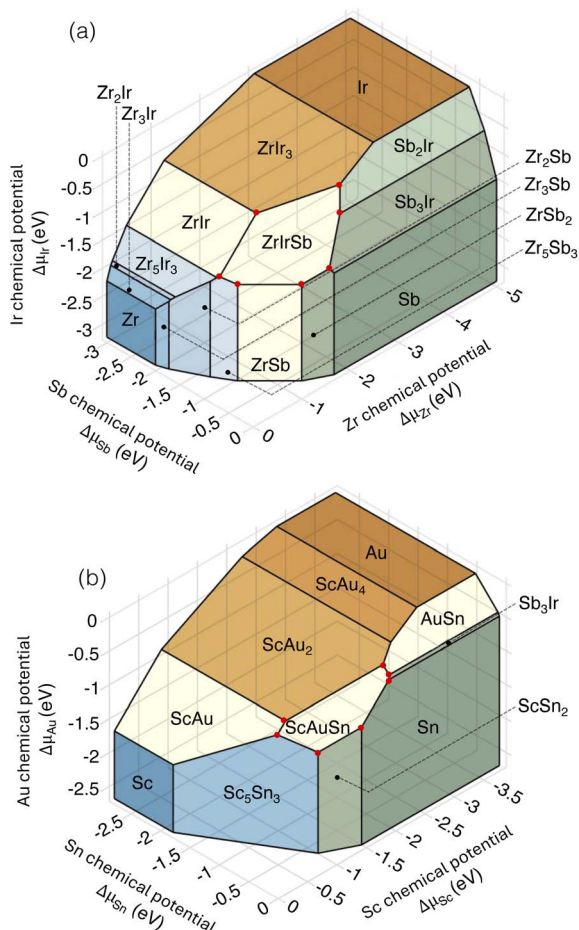 (a)
Zr2Ir
Zr3Ir
Ir
ZrIr3
Sb2Ir
Zr2Sb
Zr3Sb
ZrSb2
Zr5Sb3
Sb3Ir
ZrIr
ZrIrSb
Zr5Ir3
Zr
ZrSb
Sb
Ir chemical potential
ΔμIr (eV)
0
-0.5
-1
-1.5
-2
-2.5
-3
-3
-2.5
-2
-1.5
-1
-0.5
0
Sb chemical potential
ΔμSb (eV)
0
-1
-2
-3
-4
-5
Zr chemical potential
ΔμZr (eV)
(b)
Au
ScAu4
AuSn
Sb3Ir
ScAu2
ScSn2
ScAu
ScAuSn
Sn
Sc
Sc5Sn3
Au chemical potential
ΔμAu (eV)
0
-0.5
-1
-1.5
-2
-2.5
-2.5
-2
-1.5
-1
-0.5
0
Sn chemical potential
ΔμSn (eV)
0
-0.5
-1
-1.5
-2
-2.5
-3
-3.5
Sc chemical potential
ΔμSc (eV)